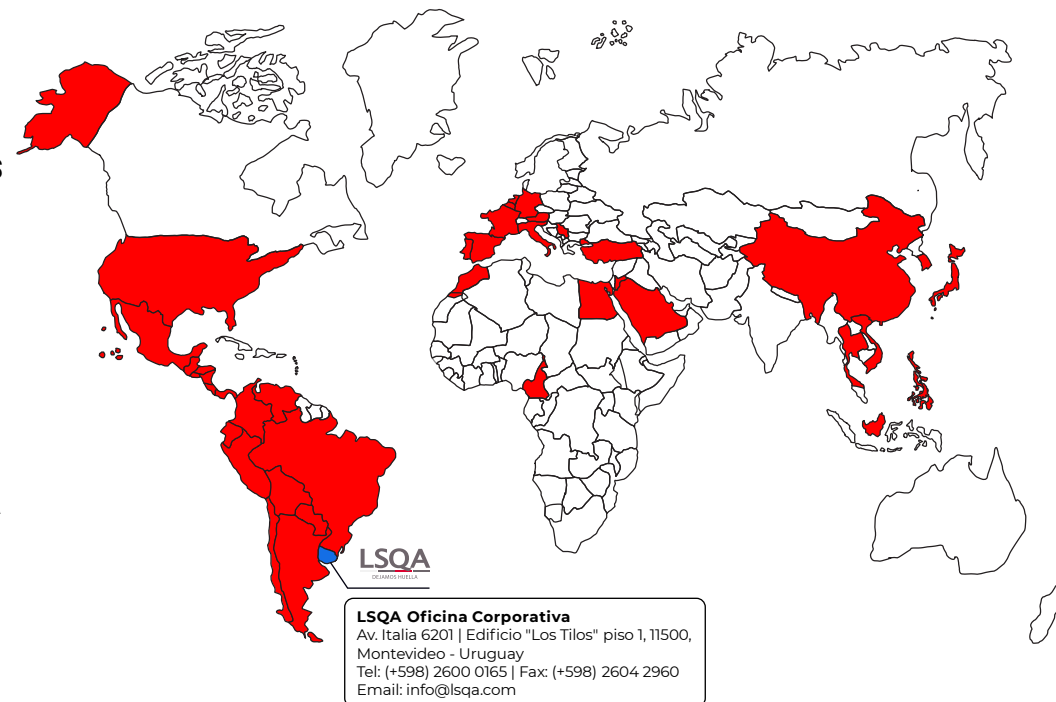 LSQA
DEJAMOS HUELLA
LSQA Oficina Corporativa
Av. Italia 6201 | Edificio "Los Tilos" piso 1, 11500,
Montevideo - Uruguay
Tel: (+598) 2600 0165 | Fax: (+598) 2604 2960
Email: info@lsqa.com